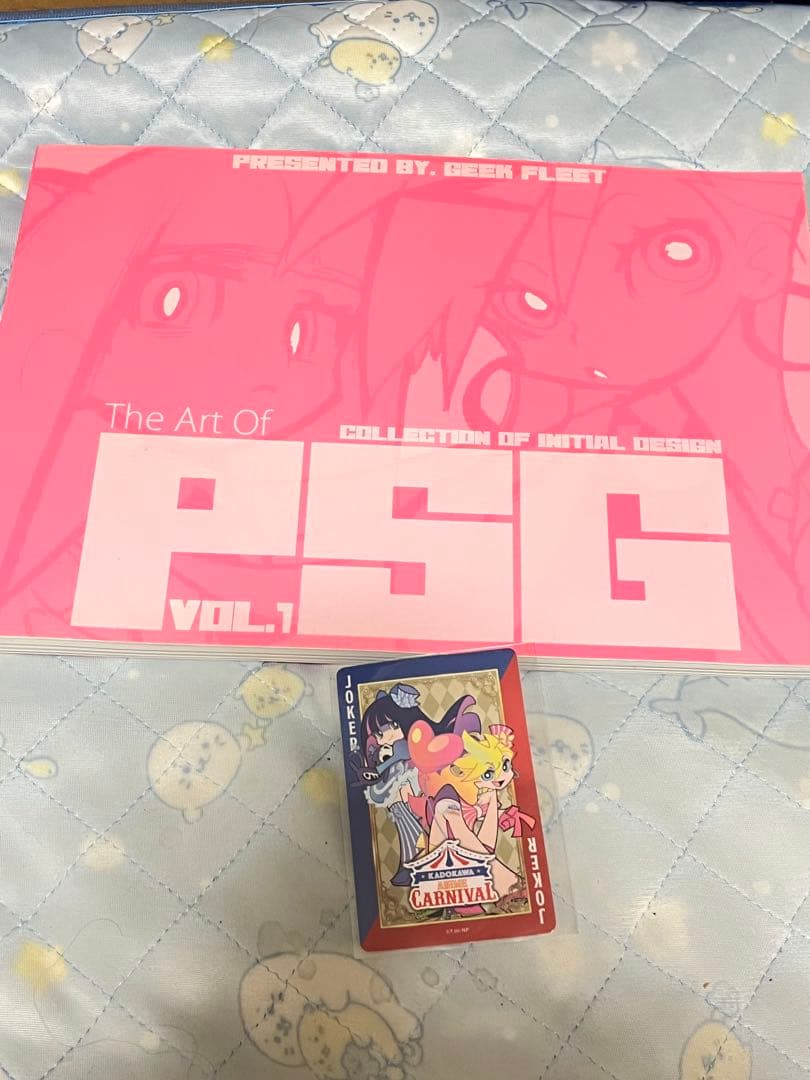 PRESENTED BY. GEEK FLEET
The Art Of
COLLECTION OF INITIAL DESIGN
PSG
VOL.1
JOKER
KADOKAWA
ANIME
CARNIVAL
JOKER